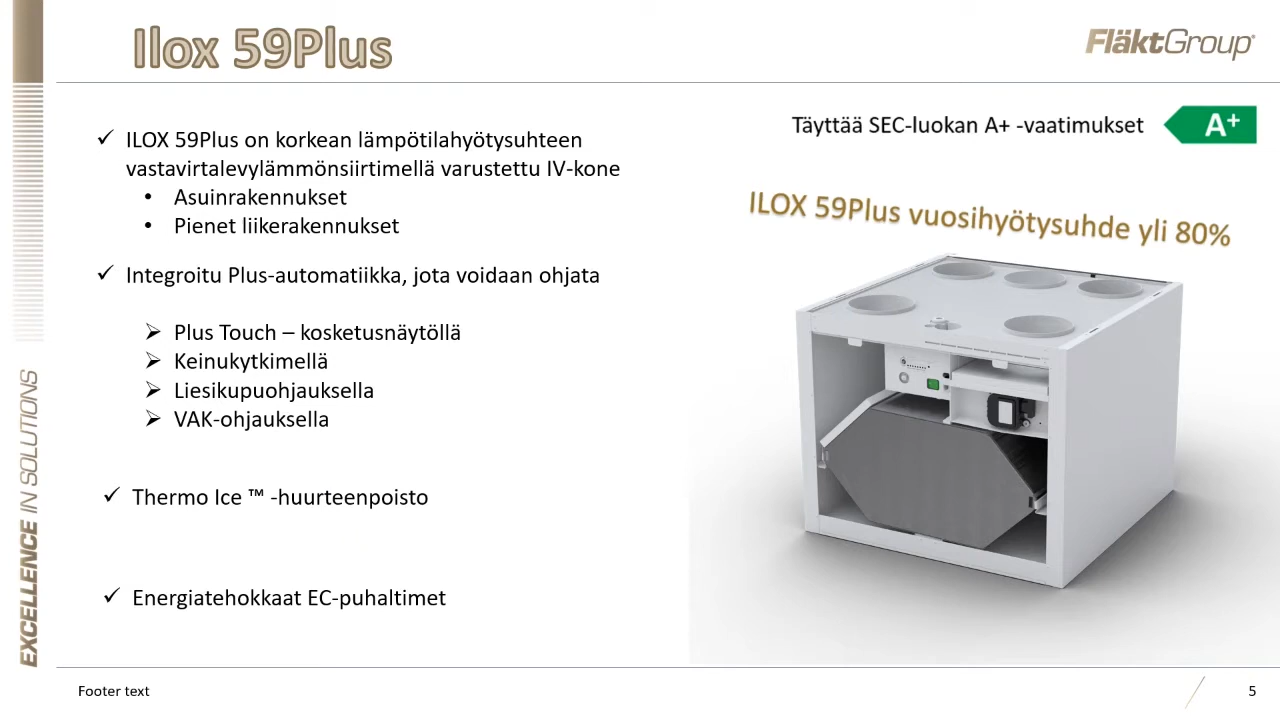 Ilox 59Plus
FläktGroup®
ILOX 59Plus on korkean lämpötilahyötysuhteen
vastavirtalevylämmönsiirtimellä varustettu IV-kone
Asuinrakennukset
Pienet liikerakennukset
Integroitu Plus-automatiikka, jota voidaan ohjata
Plus Touch – kosketusnäytöllä
Keinukytkimellä
Liesikupuohjauksella
VAK-ohjauksella
Thermo Ice ™ -huurteenpoisto
Energiatehokkaat EC-puhaltimet
Täyttää SEC-luokan A+ -vaatimukset
A+
ILOX 59Plus vuosihyötysuhde yli 80%
EXCELLENCE IN SOLUTIONS
Footer text
5